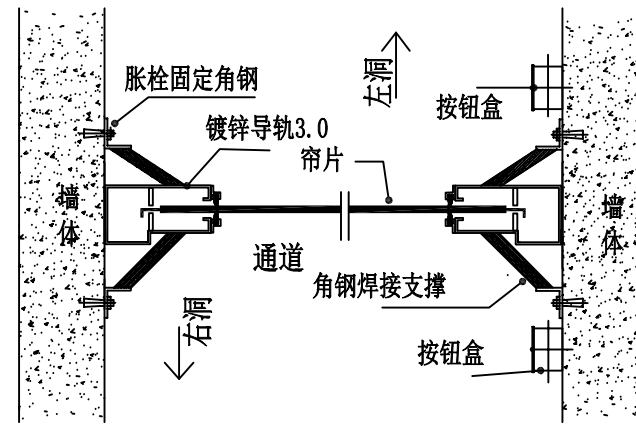 胀栓固定角钢
左洞
按钮盒
镀锌导轨3.0
帘片
墙体
墙体
通道
角钢焊接支撑
右洞
按钮盒